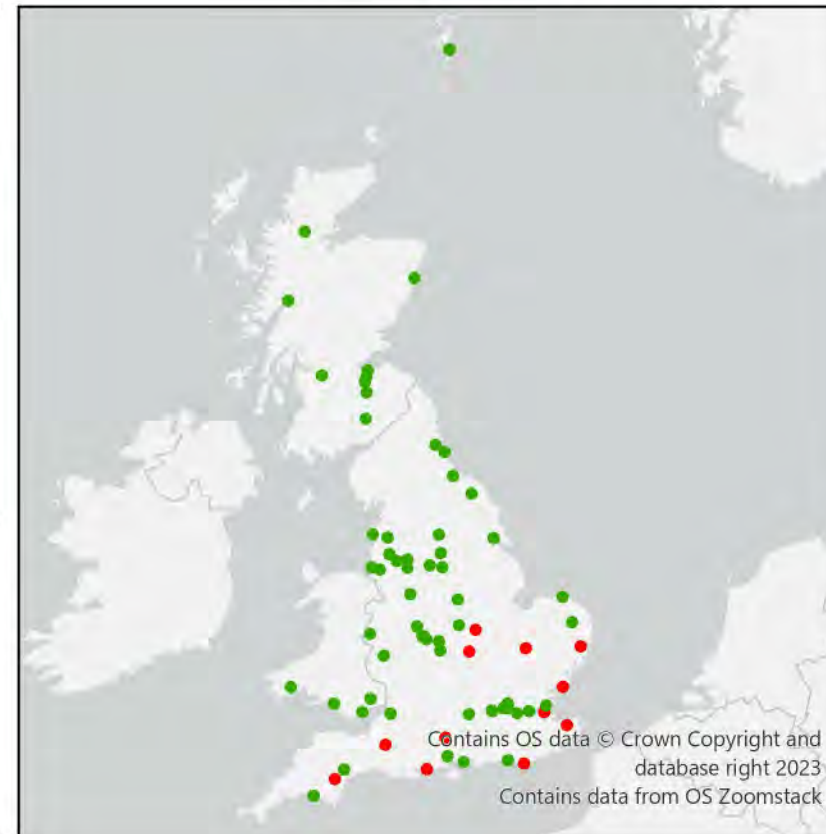 Contains OS data © Crown Copyright and
database right 2023
Contains data from OS Zoomstack